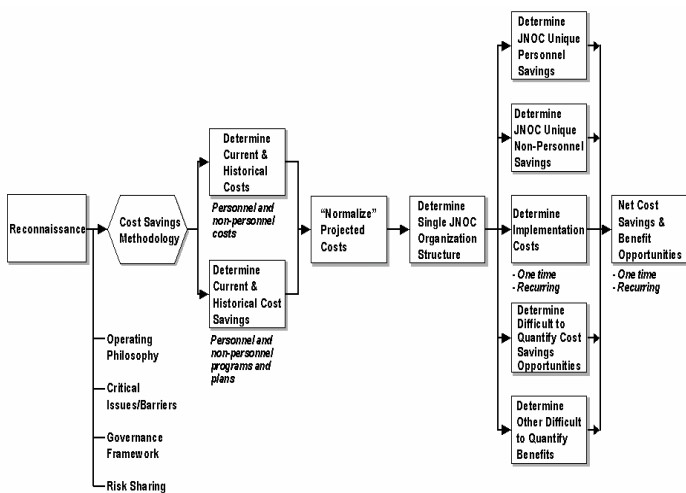 Reconnaissance
Operating
Philosophy
Critical
Issues/Barriers
Governance
Framework
Risk Sharing
Cost Savings
Methodology
Determine
Current &
Historical
Costs
Personnel and
non-personnel
costs
Determine
Current &
Historical Cost
Savings
Personnel and
non-personnel
programs and
plans
“Normalize”
Projected
Costs
Determine
Single JNOC
Organization
Structure
Determine
JNOC Unique
Personnel
Savings
Determine
JNOC Unique
Non-Personnel
Savings
Determine
Implementation
Costs
- One time
- Recurring
Determine
Difficult to
Quantify Cost
Savings
Opportunities
Determine
Other Difficult
to Quantify
Benefits
Net Cost
Savings &
Benefit
Opportunities
- One time
- Recurring